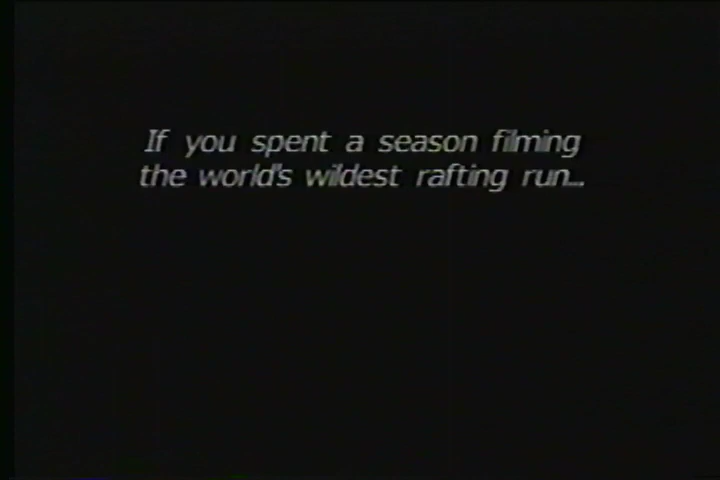 If you spent a season filming
the world's wildest rafting run...